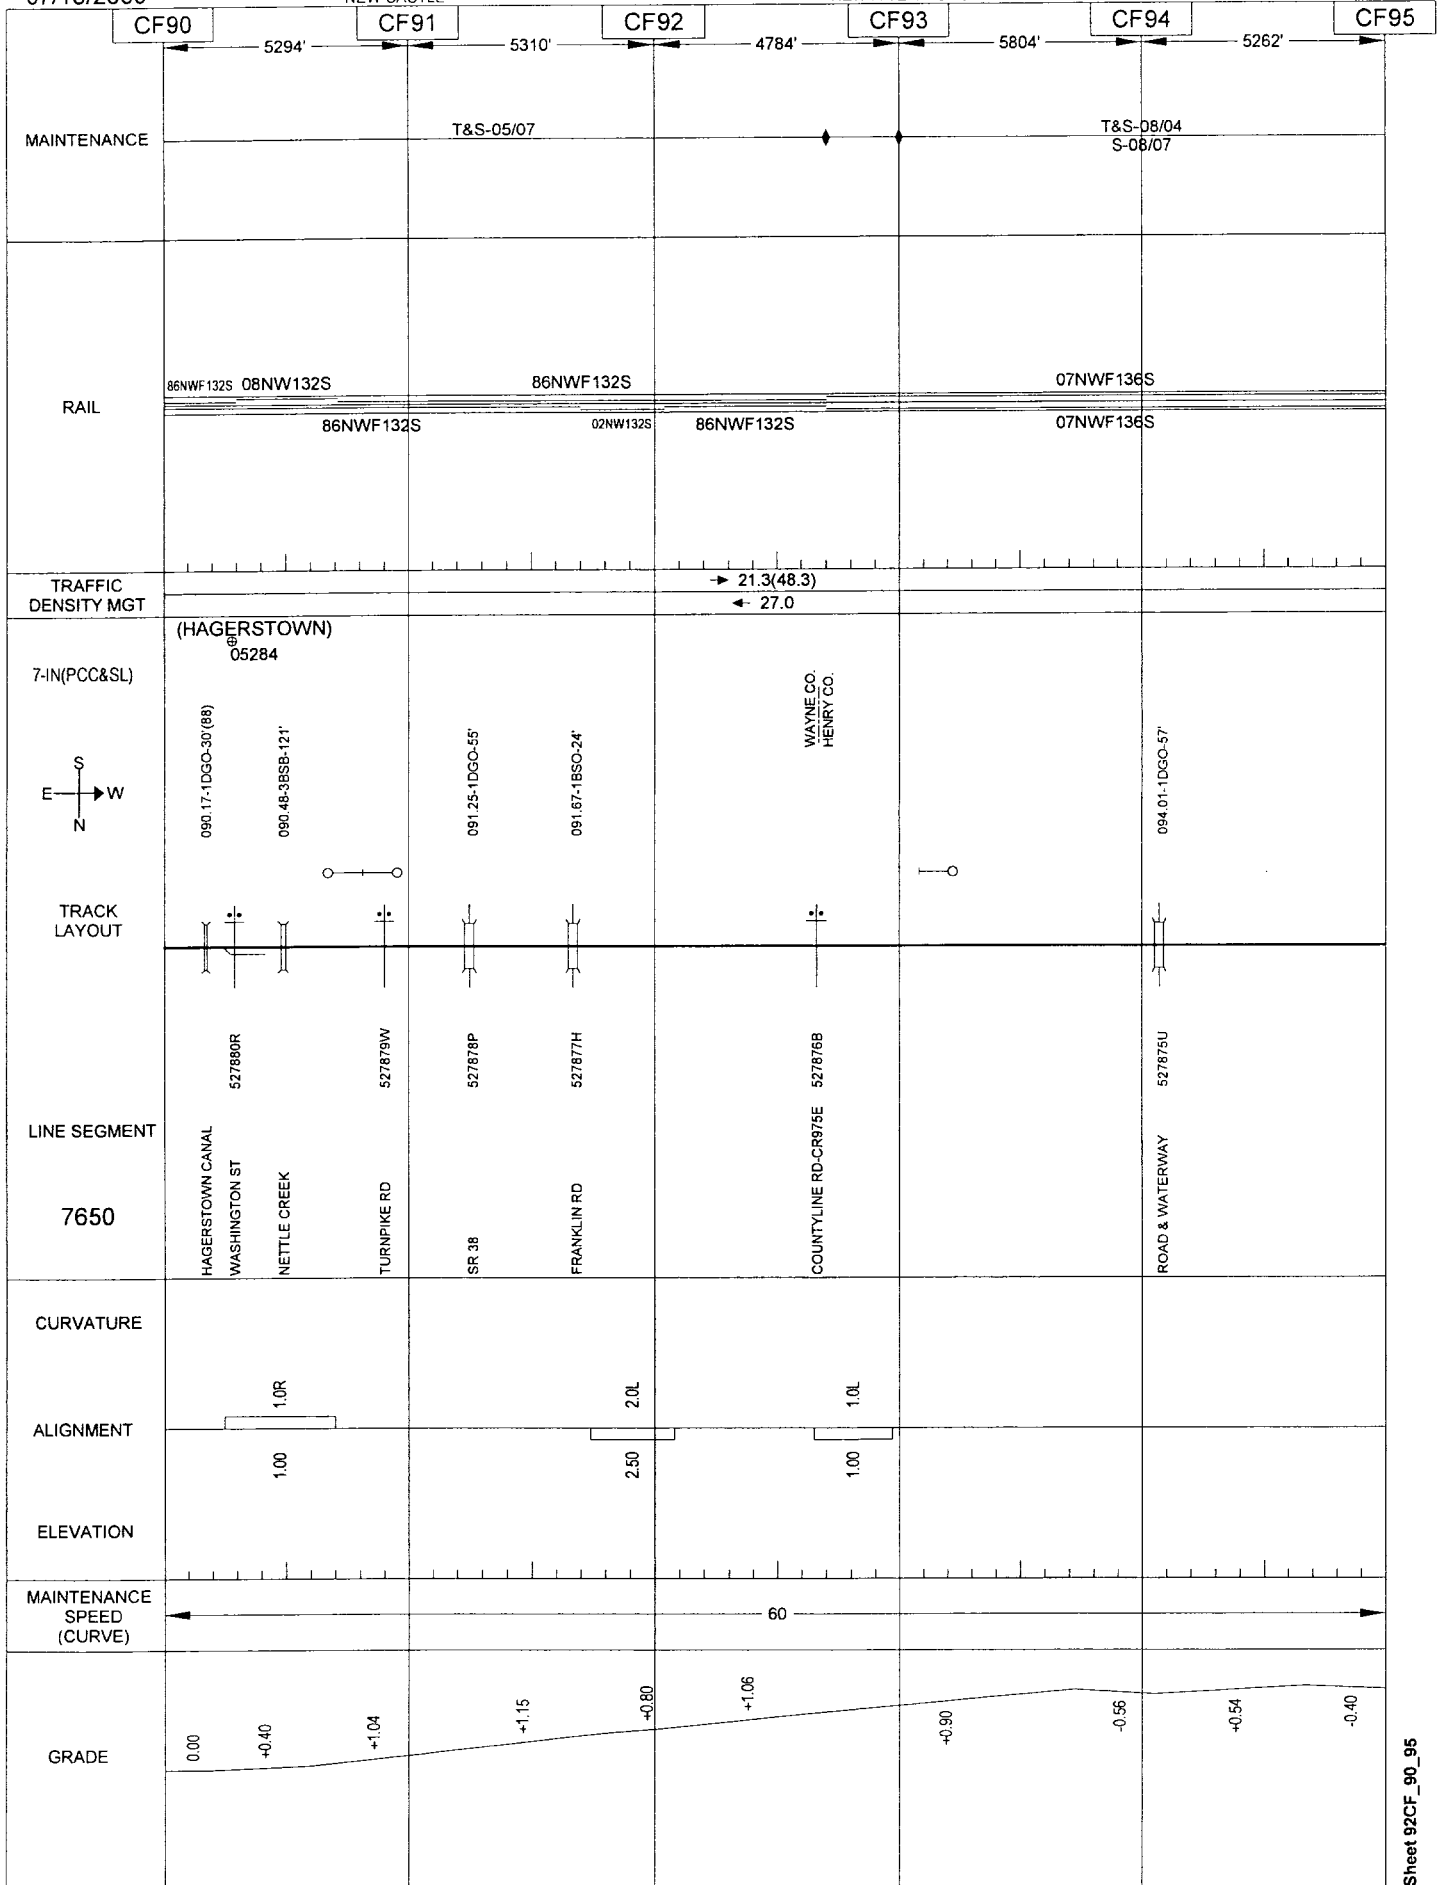 NEW CASTLE
CF90 CF91 CF92 CF93 CF94 CF95
5294' 5310' 4784' 5804' 5262'
MAINTENANCE
T&S-05/07
T&S-08/04
S-08/07
RAIL
86NWF132S 08NW132S 86NWF132S 07NWF136S
86NWF132S 02NW132S 86NWF132S 07NWF136S
TRAFFIC
DENSITY MGT
21.3(48.3)
27.0
(HAGERSTOWN)
05284
7-IN(PCC&SL)
S
E W
N
090.17-1DGO-30'(88)
090.48-3BSB-121'
091.25-1DGO-55'
091.67-1BSO-24'
WAYNE CO.
HENRY CO.
094.01-1DGO-57'
TRACK
LAYOUT
527880R
527879W
527878P
527877H
527876B
527875U
LINE SEGMENT
7650
HAGERSTOWN CANAL
WASHINGTON ST
NETTLE CREEK
TURNPIKE RD
SR 38
FRANKLIN RD
COUNTYLINE RD-CR975E
ROAD & WATERWAY
CURVATURE
1.0R 2.0L 1.0L
ALIGNMENT
1.00 2.50 1.00
ELEVATION
MAINTENANCE
SPEED
(CURVE)
60
GRADE
0.00
+0.40
+1.04
+1.15
+0.80
+1.06
+0.90
-0.56
+0.54
-0.40
Sheet 92CF_90_95